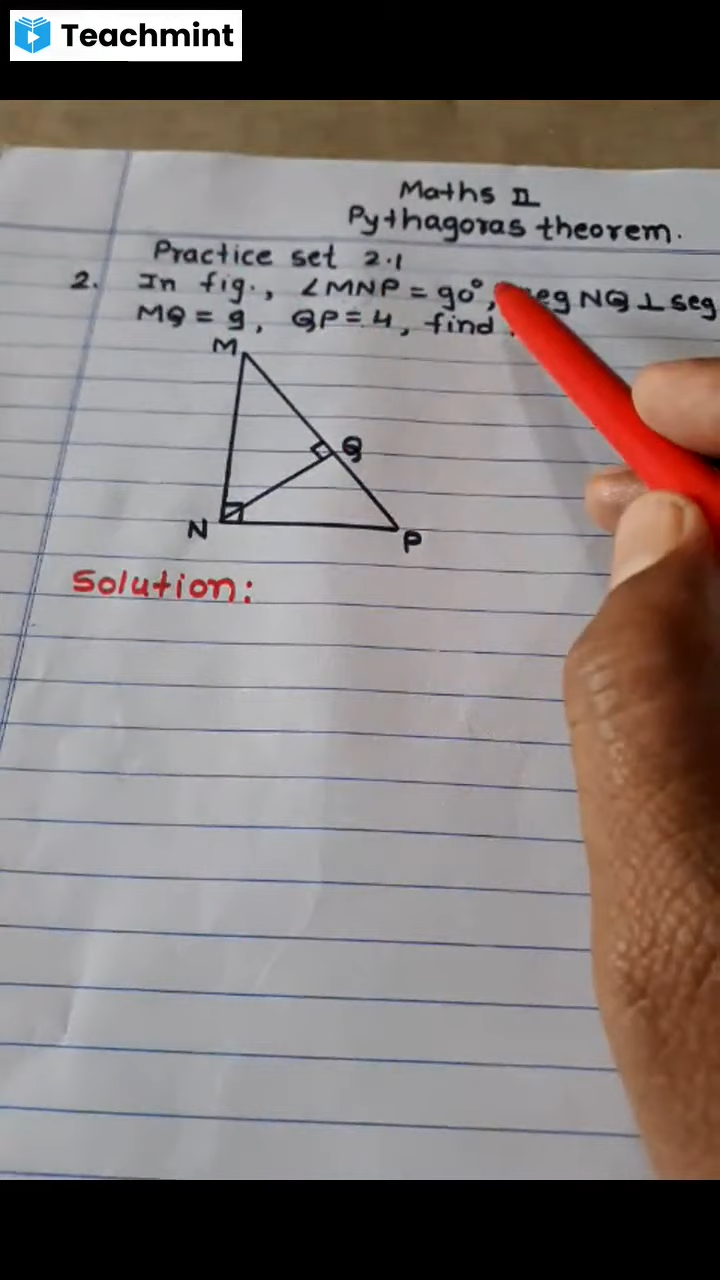 Teachmint
Maths II
Pythagoras theorem.
Practice set 2.1
2. In fig., ∠MNP = 90°, seg NQ ⊥ seg
MQ = 9, QP = 4, find
M
Q
N
P
Solution: